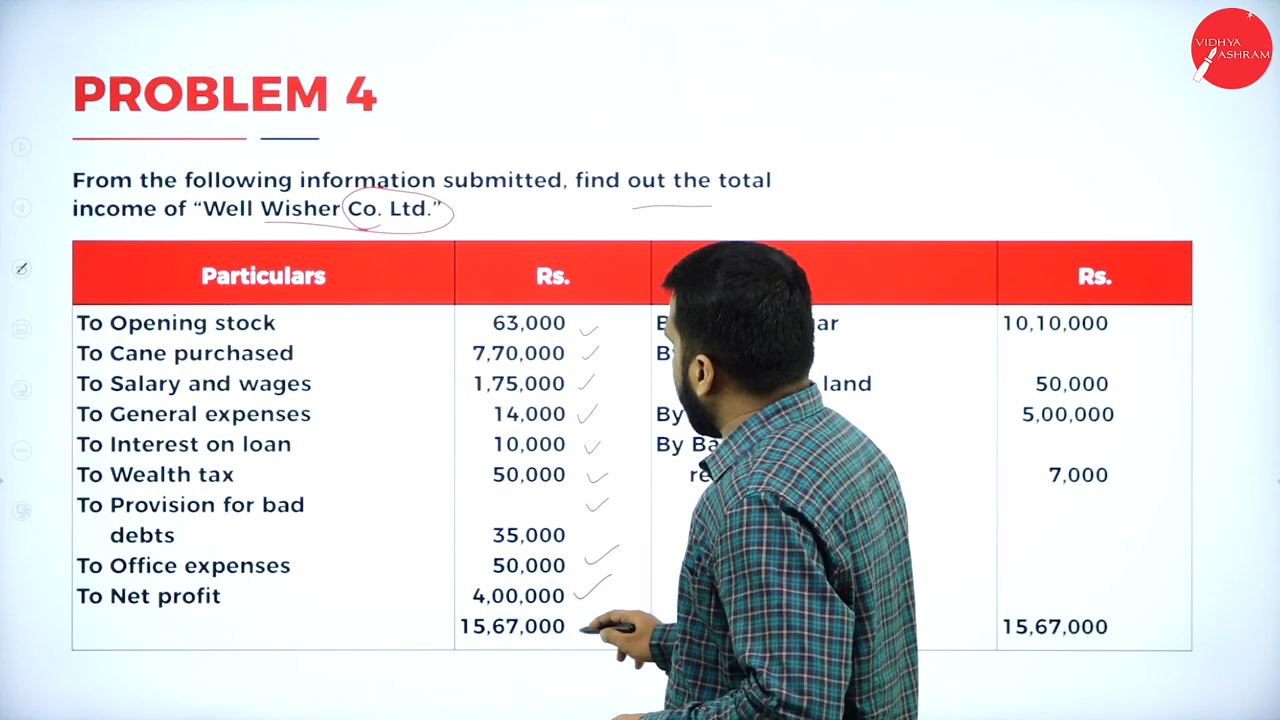 VIDHYA
ASHRAM
PROBLEM 4
From the following information submitted, find out the total
income of “Well Wisher Co. Ltd.”
Particulars Rs. Rs.
To Opening stock 63,000 10,10,000
To Cane purchased 7,70,000
To Salary and wages 1,75,000 land 50,000
To General expenses 14,000 By 5,00,000
To Interest on loan 10,000 By
To Wealth tax 50,000 7,000
To Provision for bad
debts 35,000
To Office expenses 50,000
To Net profit 4,00,000
15,67,000 15,67,000